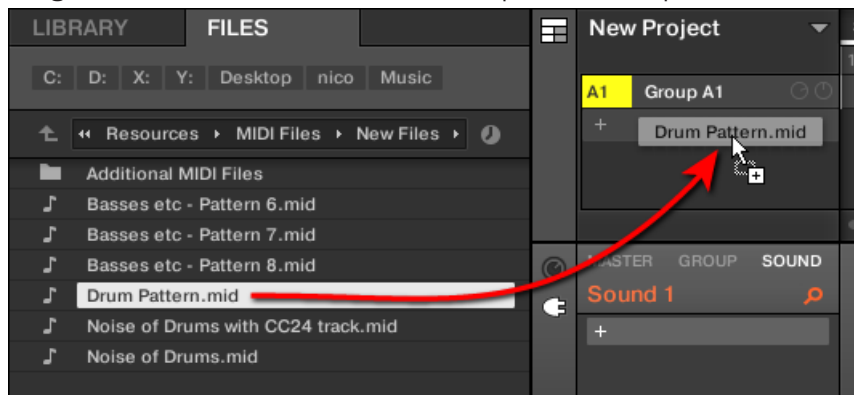 LIBRARY FILES
C: D: X: Y: Desktop nico Music
Resources MIDI Files New Files
Additional MIDI Files
Basses etc - Pattern 6.mid
Basses etc - Pattern 7.mid
Basses etc - Pattern 8.mid
Drum Pattern.mid
Noise of Drums with CC24 track.mid
Noise of Drums.mid
New Project
A1 Group A1
+ Drum Pattern.mid
MASTER GROUP SOUND
Sound 1
+